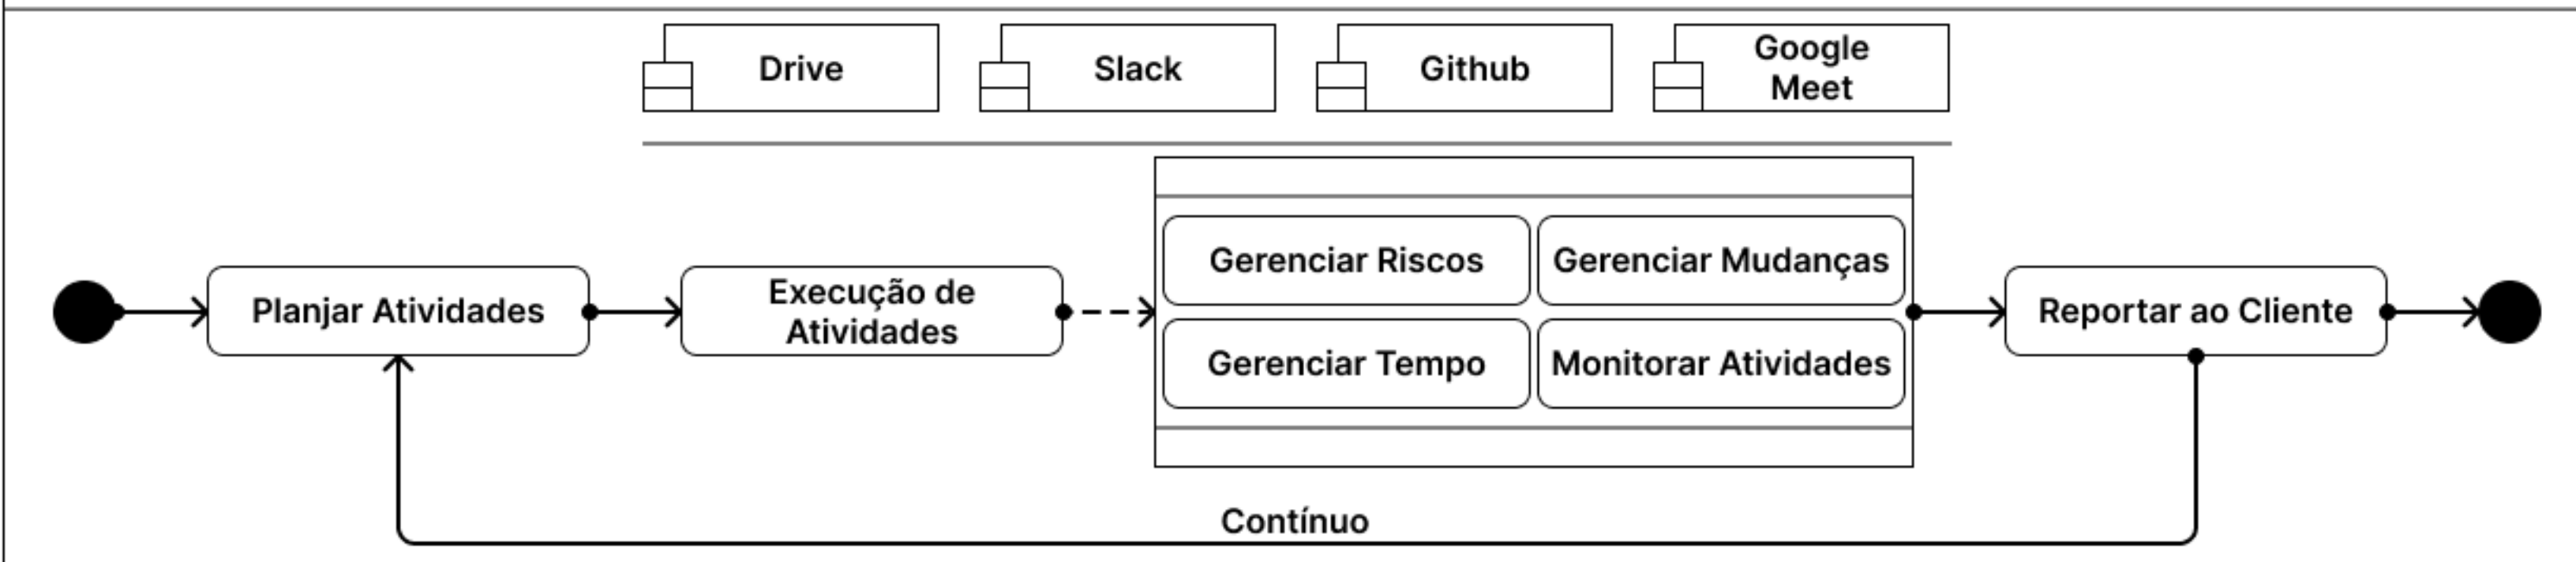 Drive
Slack
Github
Google
Meet
Gerenciar Riscos
Gerenciar Mudanças
Planjar Atividades
Execução de
Atividades
Gerenciar Tempo
Monitorar Atividades
Reportar ao Cliente
Contínuo